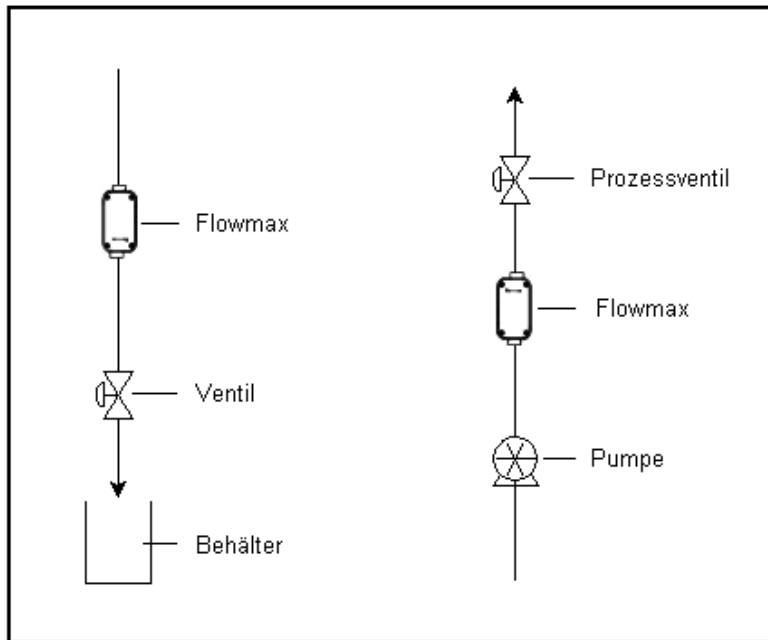 Flowmax
Ventil
Behälter
Prozessventil
Flowmax
Pumpe